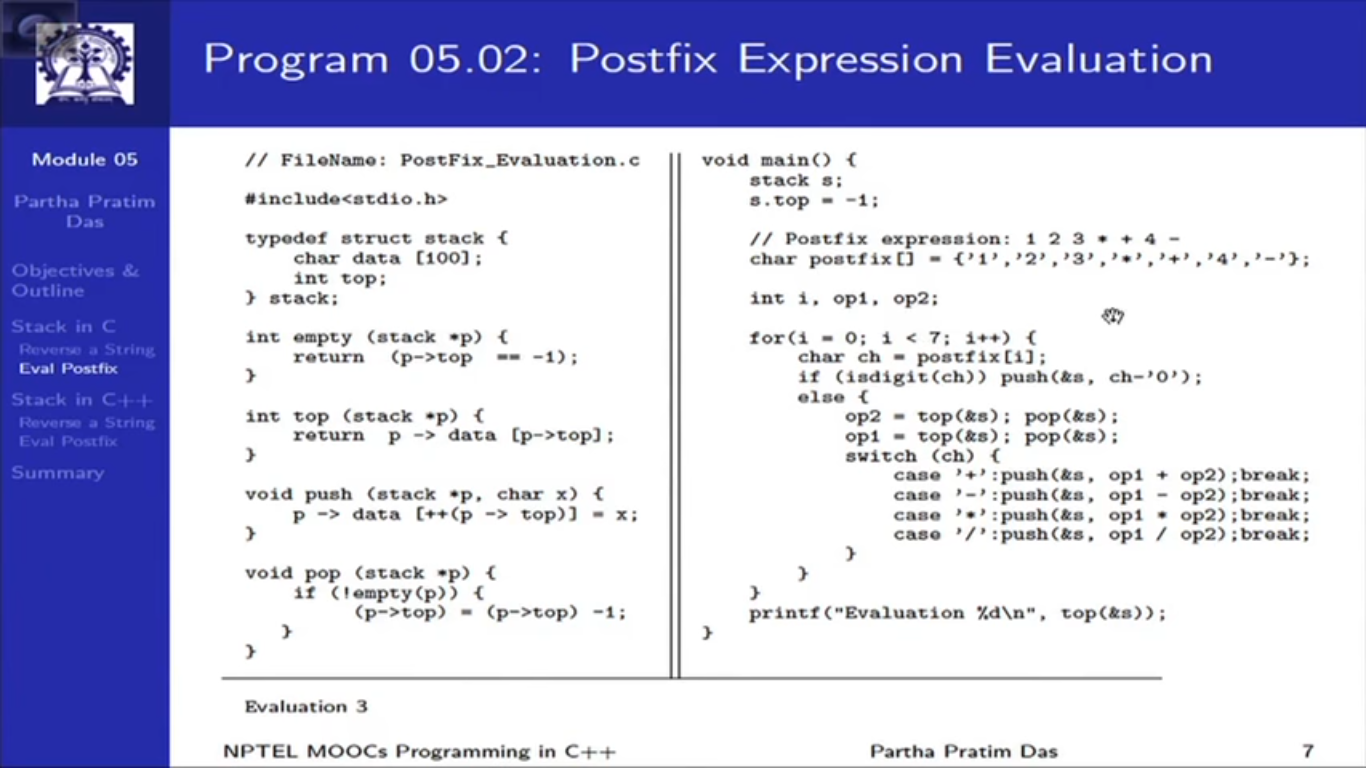 Program 05.02: Postfix Expression Evaluation
Module 05
Partha Pratim
Das
Objectives &
Outline
Stack in C
Reverse a String
Eval Postfix
Stack in C++
Reverse a String
Eval Postfix
Summary
// FileName: PostFix_Evaluation.c
#include<stdio.h>
typedef struct stack {
char data [100];
int top;
} stack;
int empty (stack *p) {
return (p->top == -1);
}
int top (stack *p) {
return p -> data [p->top];
}
void push (stack *p, char x) {
p -> data [++(p -> top)] = x;
}
void pop (stack *p) {
if (!empty(p)) {
(p->top) = (p->top) -1;
}
}
void main() {
stack s;
s.top = -1;
// Postfix expression: 1 2 3 * + 4 -
char postfix[] = {'1','2','3','*','+','4','-'};
int i, op1, op2;
for(i = 0; i < 7; i++) {
char ch = postfix[i];
if (isdigit(ch)) push(&s, ch-'0');
else {
op2 = top(&s); pop(&s);
op1 = top(&s); pop(&s);
switch (ch) {
case '+':push(&s, op1 + op2);break;
case '-':push(&s, op1 - op2);break;
case '*':push(&s, op1 * op2);break;
case '/':push(&s, op1 / op2);break;
}
}
}
printf("Evaluation %d\n", top(&s));
}
Evaluation 3
NPTEL MOOCs Programming in C++
Partha Pratim Das
7